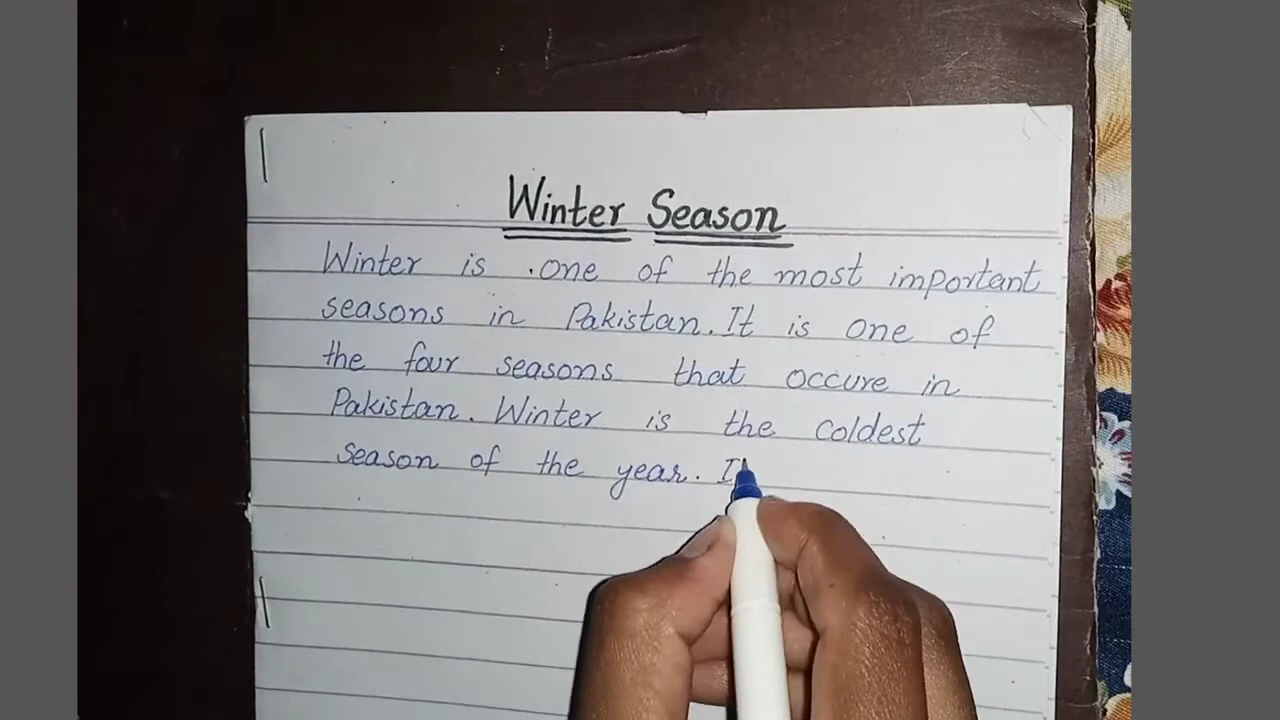 Winter Season
Winter is .one of the most important
seasons in Pakistan. It is one of
the four seasons that occure in
Pakistan. Winter is the coldest
season of the year. I